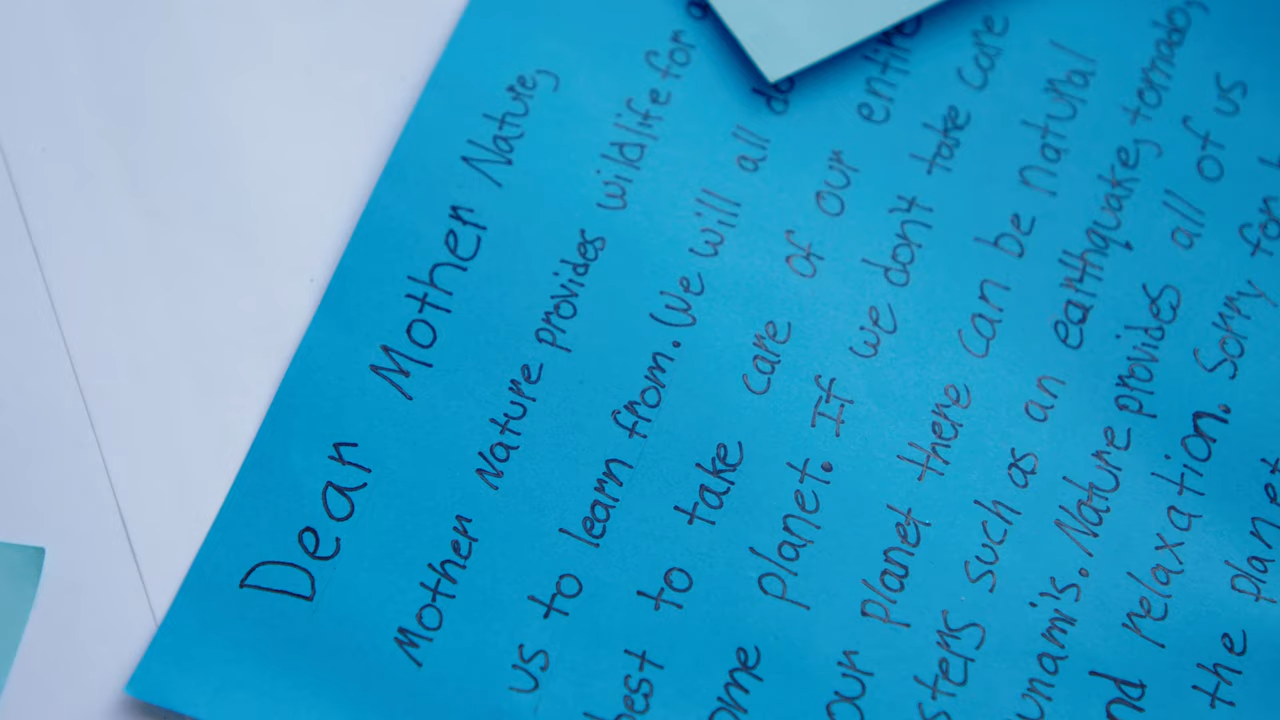 Dear Mother Nature,
Mother Nature provides wildlife for
us to learn from. We will all do
best to take care of our entire
ome planet. If we don't take care
our planet there can be natural
sters such as an earthquake, tornado,
unami's. Nature provides all of us
nd relaxation. Sorry for
the planet